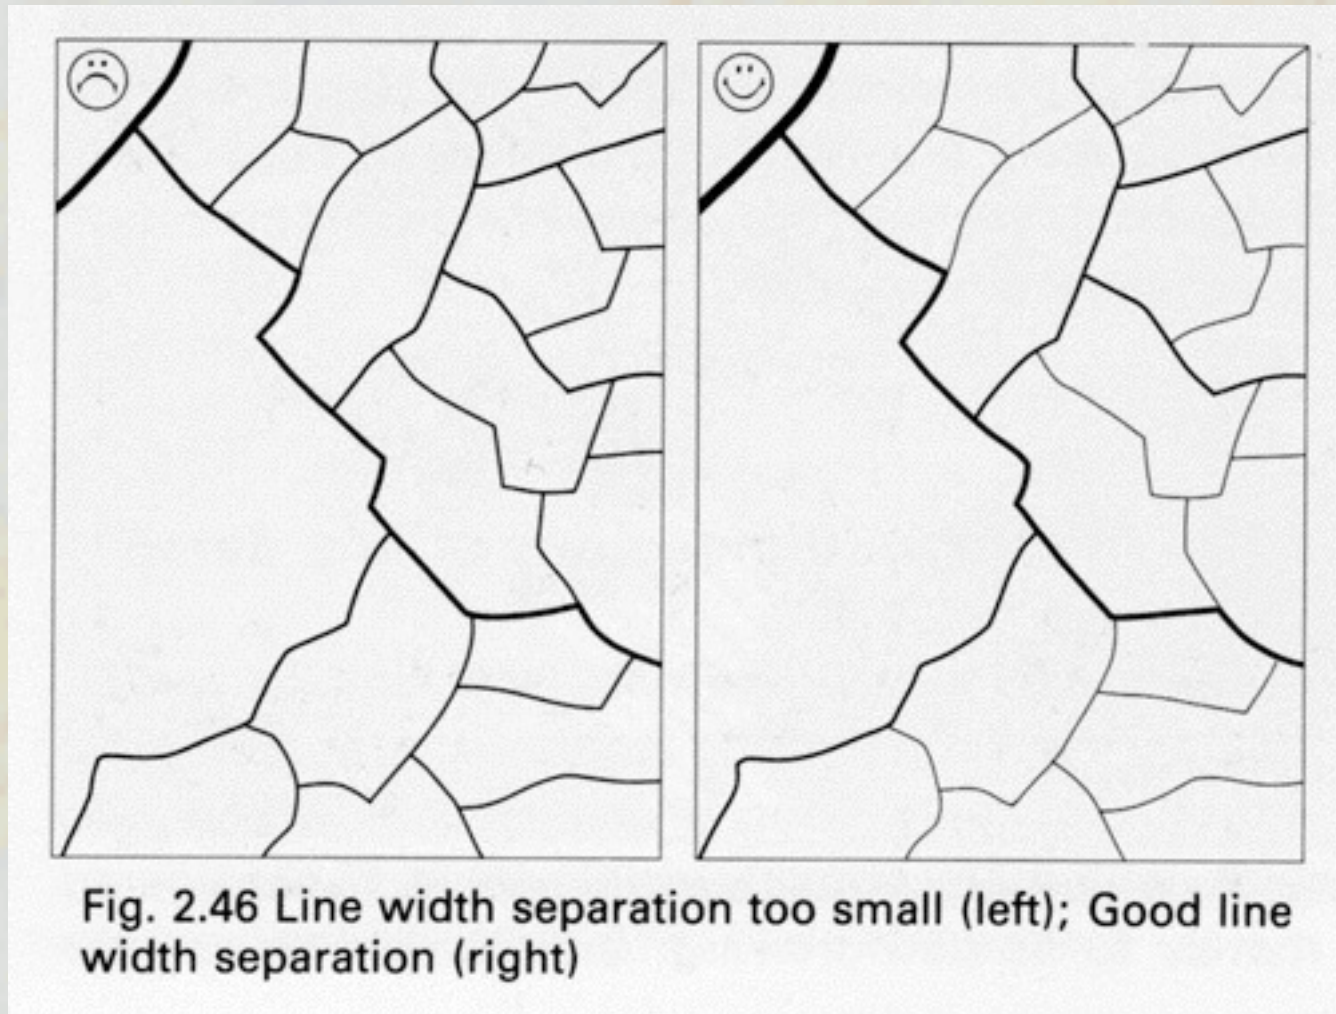 Fig. 2.46 Line width separation too small (left); Good line
width separation (right)